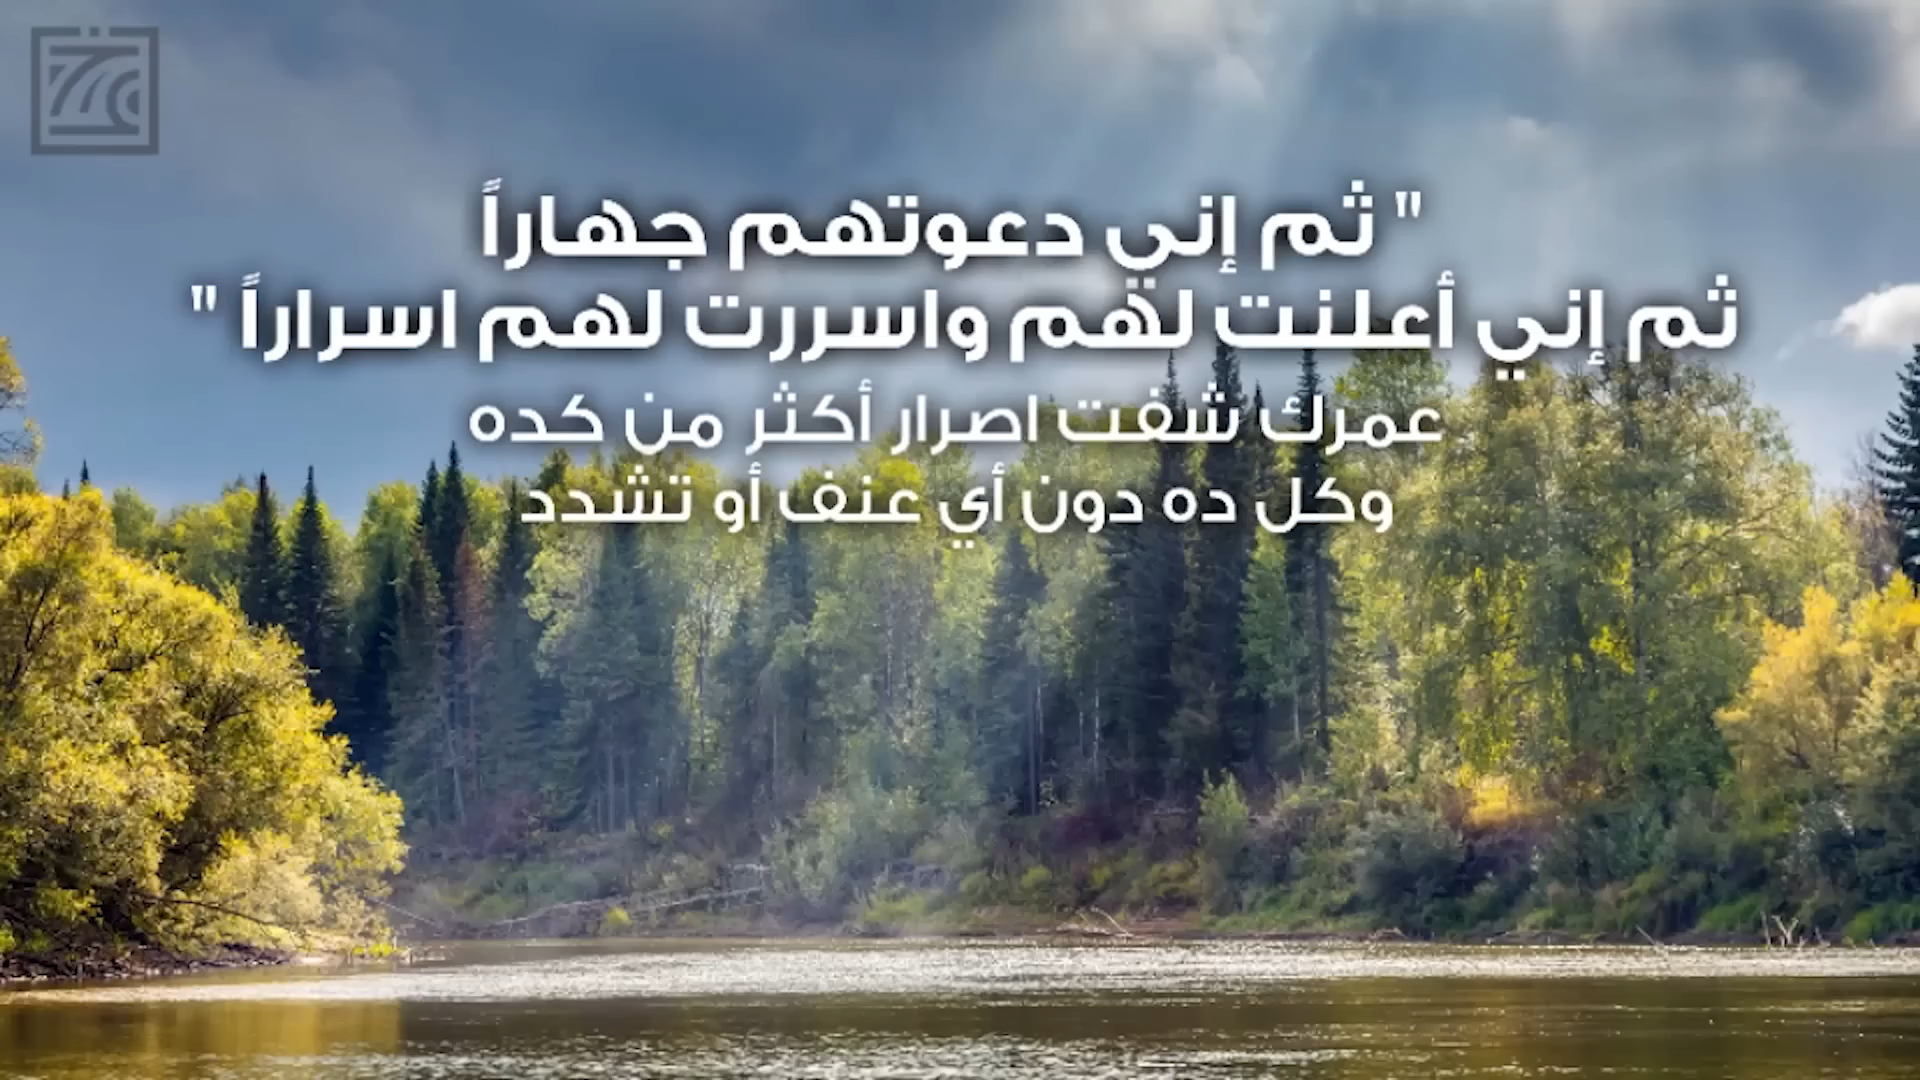 " ثم إني دعوتهم جهاراً
ثم إني أعلنت لهم واسررت لهم اسراراً "
عمرك شفت اصرار أكثر من كده
وكل ده دون أي عنف أو تشدد